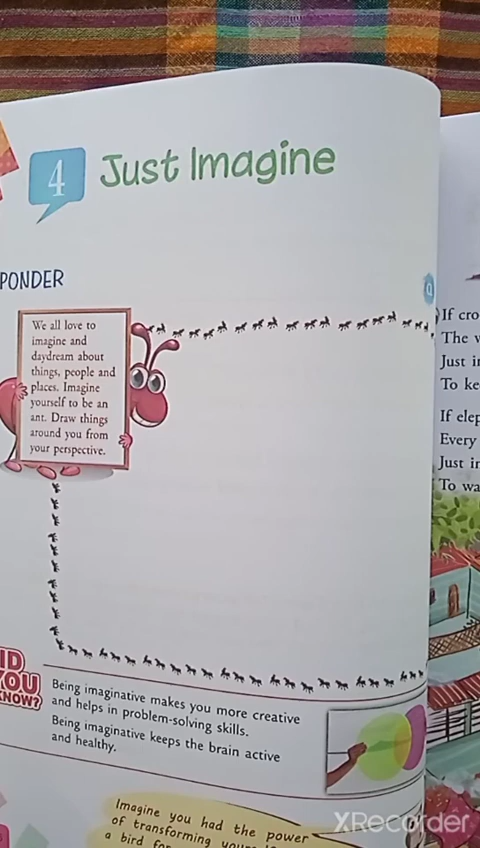 4 Just Imagine
PONDER
We all love to
imagine and
daydream about
things, people and
places. Imagine
yourself to be an
ant. Draw things
around you from
your perspective.
If cro
The w
Just in
To ke
If elep
Every
Just in
To wa
ID
YOU
KNOW?
Being imaginative makes you more creative
and helps in problem-solving skills.
Being imaginative keeps the brain active
and healthy.
Imagine you had the power
of transforming
a bird
XRecorder